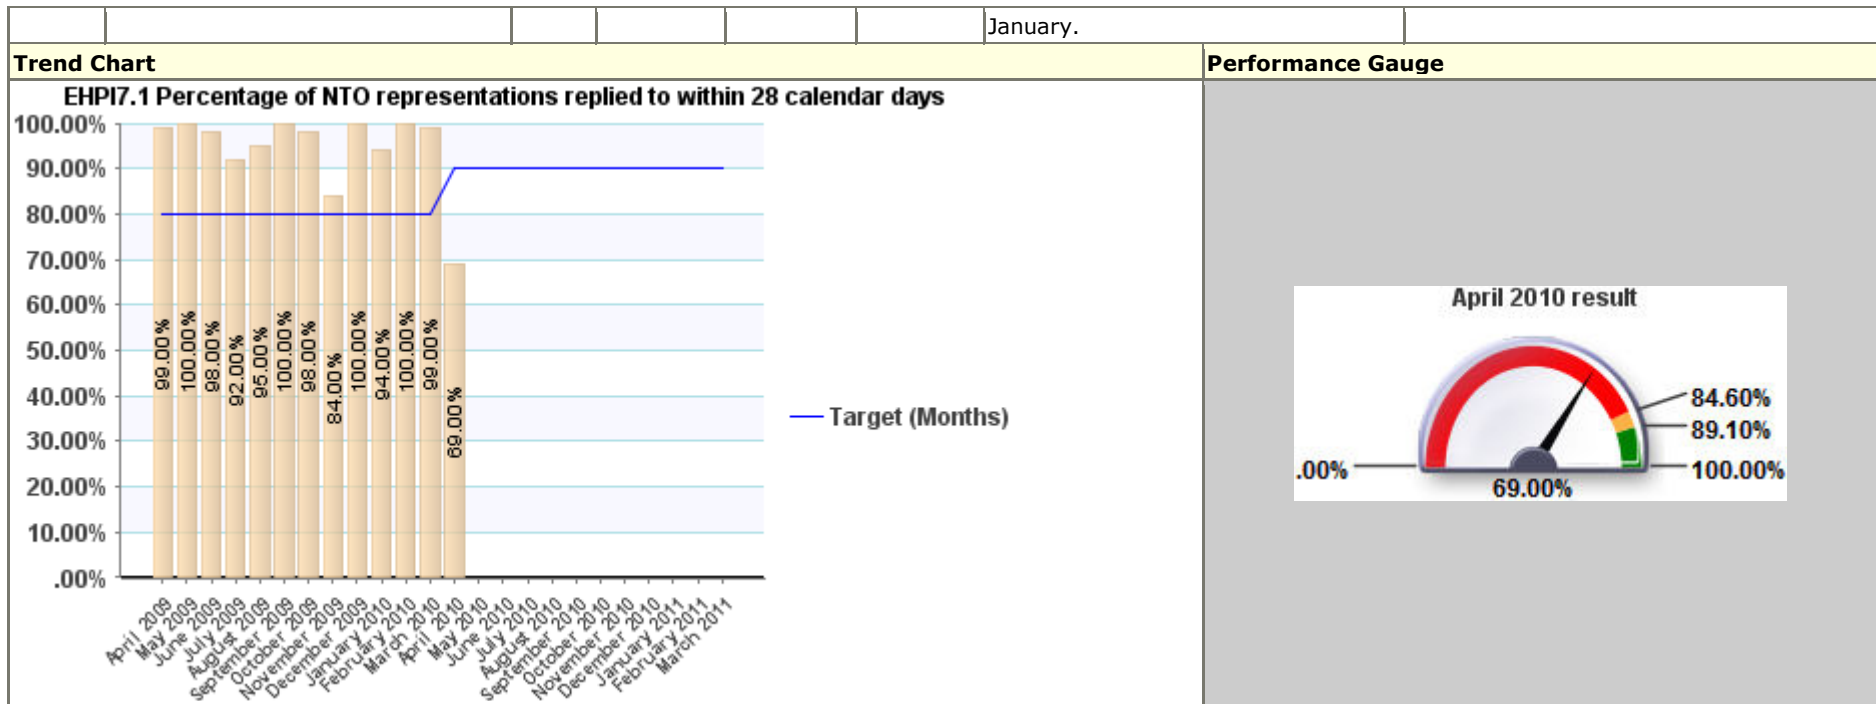 January.
Trend Chart
Performance Gauge
EHPI7.1 Percentage of NTO representations replied to within 28 calendar days
100.00%
90.00%
80.00%
70.00%
60.00%
50.00%
40.00%
30.00%
20.00%
10.00%
.00%
99.00%
100.00%
98.00%
92.00%
95.00%
100.00%
98.00%
84.00%
100.00%
94.00%
100.00%
99.00%
69.00%
April 2009
May 2009
June 2009
July 2009
August 2009
September 2009
October 2009
November 2009
December 2009
January 2010
February 2010
March 2010
April 2010
May 2010
June 2010
July 2010
August 2010
September 2010
October 2010
November 2010
December 2010
January 2011
February 2011
March 2011
Target (Months)
April 2010 result
84.60%
89.10%
.00%
100.00%
69.00%